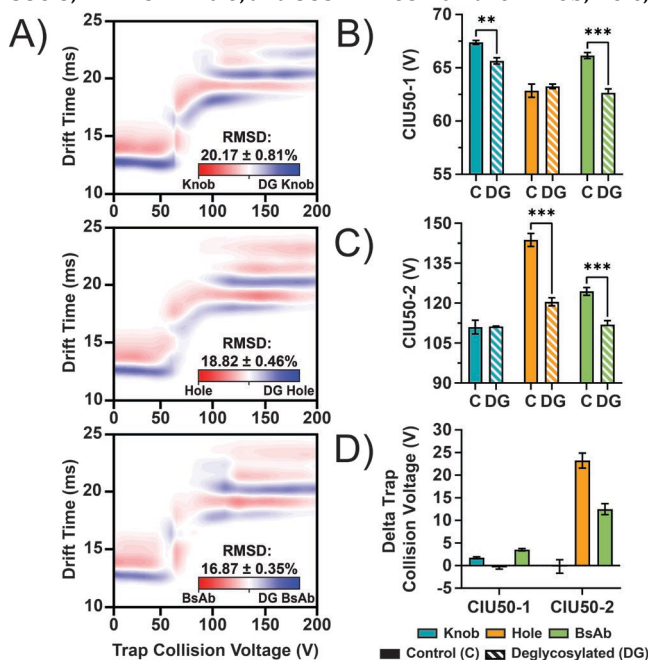 A)
25
20
15
10
Drift Time (ms)
RMSD:
20.17 ± 0.81%
Knob DG Knob
0 50 100 150 200
25
20
15
10
Drift Time (ms)
RMSD:
18.82 ± 0.46%
Hole DG Hole
0 50 100 150 200
25
20
15
10
Drift Time (ms)
RMSD:
16.87 ± 0.35%
BsAb DG BsAb
0 50 100 150 200
Trap Collision Voltage (V)
B)
CIU50-1 (V)
70
67
63
59
55
** ***
C DG C DG C DG
C)
CIU50-2 (V)
150
135
120
105
90
*** ***
C DG C DG C DG
D)
Delta Trap
Collision Voltage (V)
30
25
20
15
10
5
0
-5
CIU50-1 CIU50-2
Knob Hole BsAb
Control (C) Deglycosylated (DG)